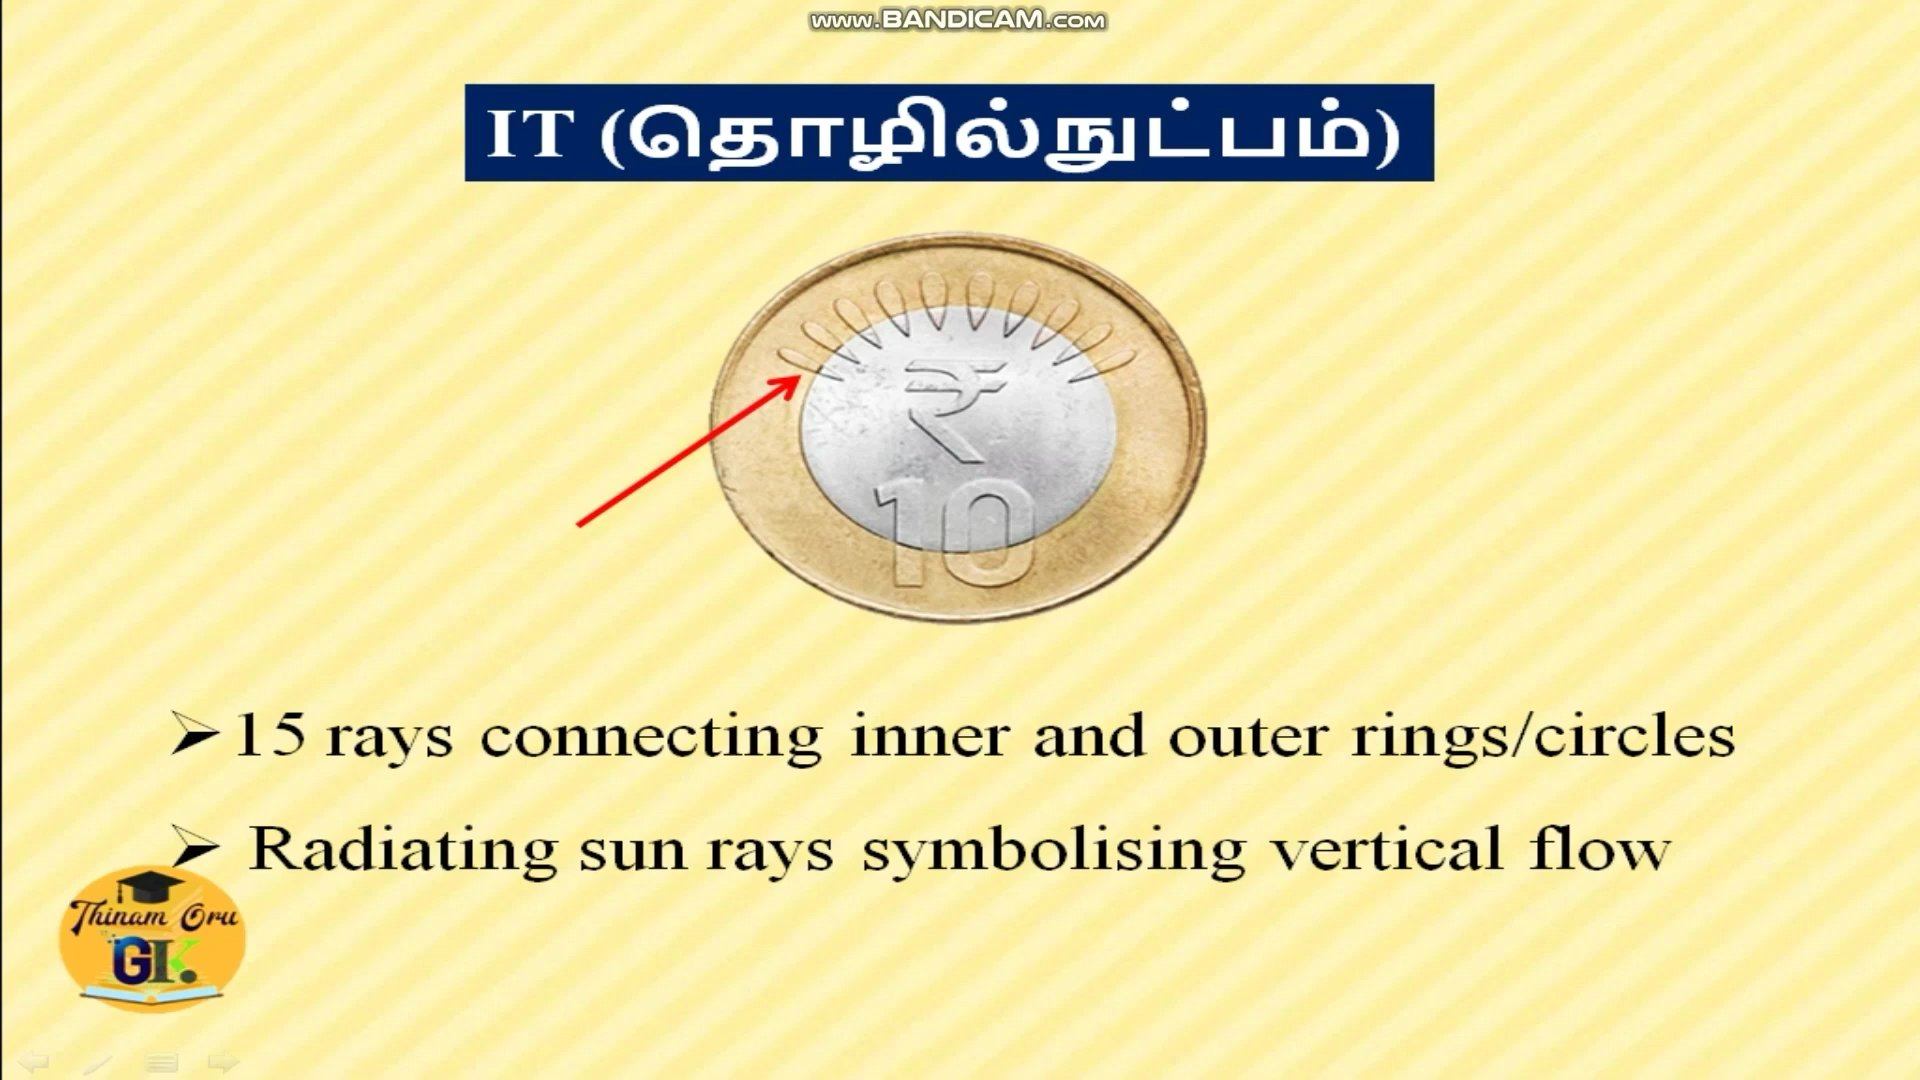 www.BANDICAM.com
IT (தொழில்நுட்பம்)
₹
10
➢15 rays connecting inner and outer rings/circles
➢ Radiating sun rays symbolising vertical flow
Thinam Oru
GK